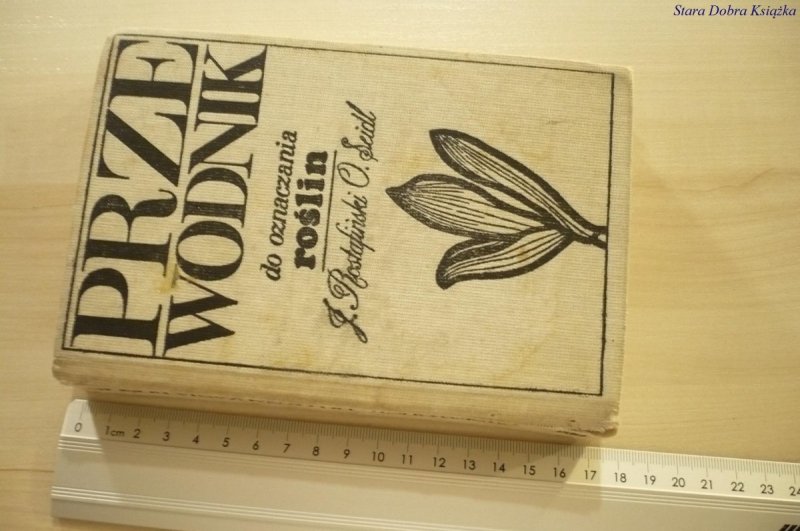 Stara Dobra Książka
PRZE
WODNIK
do oznaczania
roślin
J. Rostafiński O. Seidl
0 1cm 2 3 4 5 6 7 8 9 10 11 12 13 14 15 16 17 18 19 20 21 22 23 24